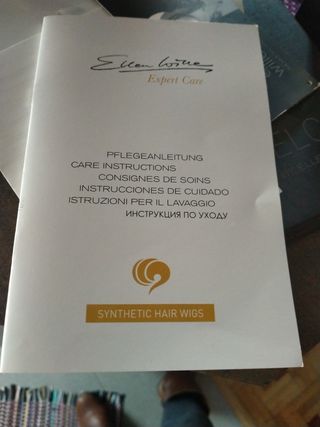 Ellen Wille
Expert Care
PFLEGEANLEITUNG
CARE INSTRUCTIONS
CONSIGNES DE SOINS
INSTRUCCIONES DE CUIDADO
ISTRUZIONI PER IL LAVAGGIO
ИНСТРУКЦИЯ ПО УХОДУ
SYNTHETIC HAIR WIGS